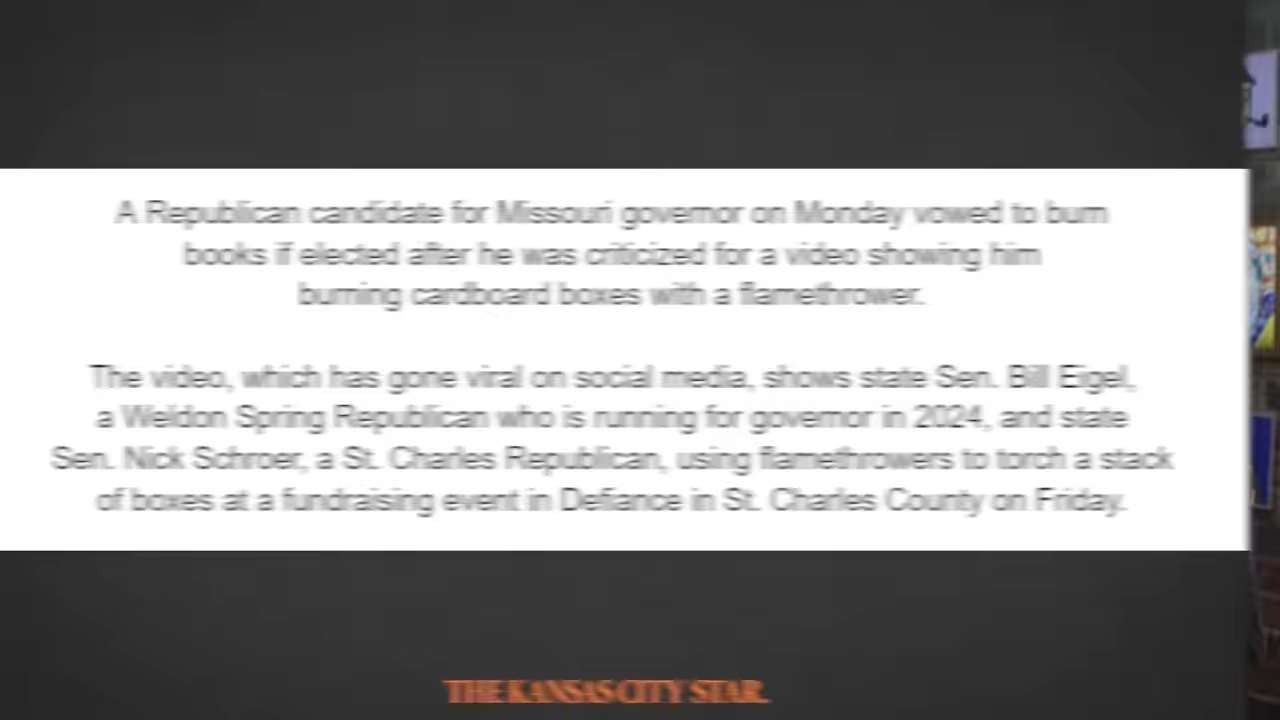 A Republican candidate for Missouri governor on Monday vowed to burn
books if elected after he was criticized for a video showing him
burning cardboard boxes with a flamethrower.
The video, which has gone viral on social media, shows state Sen. Bill Eigel,
a Weldon Spring Republican who is running for governor in 2024, and state
Sen. Nick Schroer, a St. Charles Republican, using flamethrowers to torch a stack
of boxes at a fundraising event in Defiance in St. Charles County on Friday.
THE KANSAS CITY STAR.